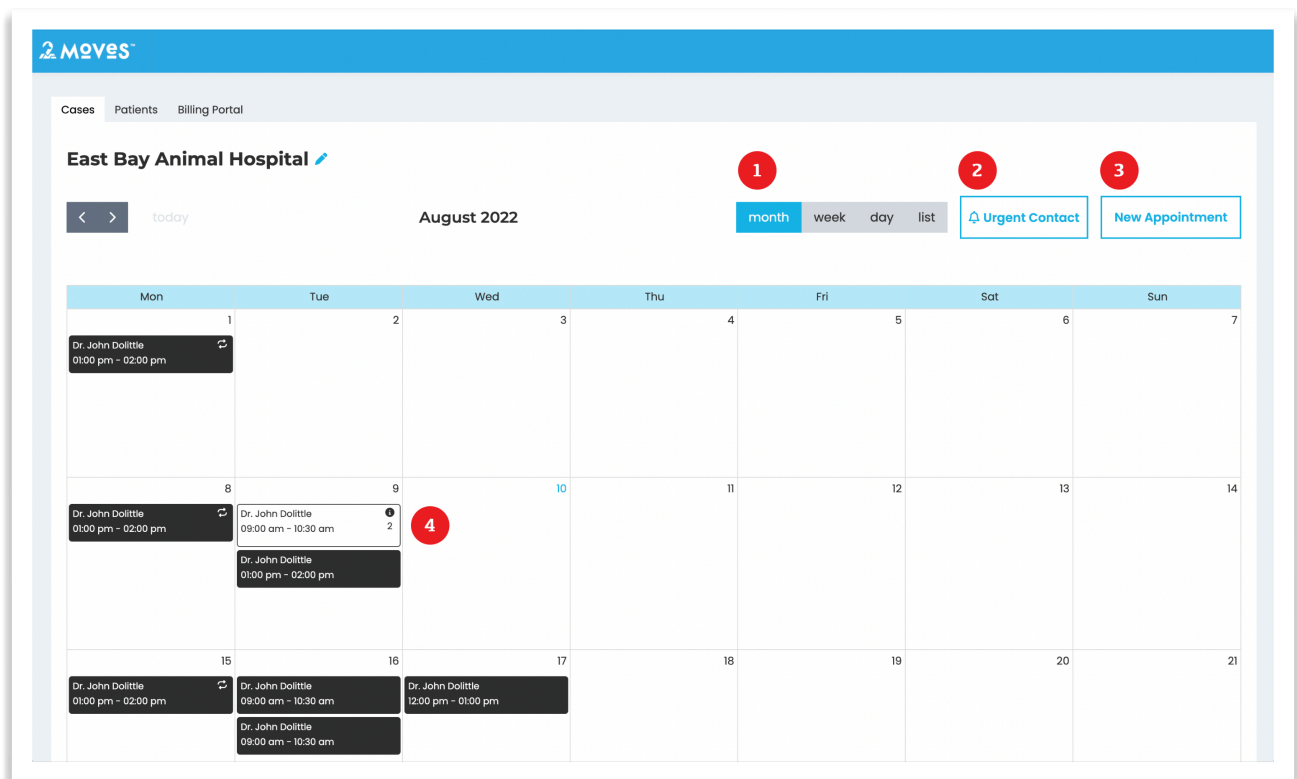 2 MOVES™
Cases Patients Billing Portal
East Bay Animal Hospital
1 2 3
< > today August 2022 month week day list Urgent Contact New Appointment
Mon Tue Wed Thu Fri Sat Sun
1 2 3 4 5 6 7
Dr. John Dolittle
01:00 pm - 02:00 pm
8 9 10 11 12 13 14
Dr. John Dolittle Dr. John Dolittle
01:00 pm - 02:00 pm 09:00 am - 10:30 am 2 4
Dr. John Dolittle
01:00 pm - 02:00 pm
15 16 17 18 19 20 21
Dr. John Dolittle Dr. John Dolittle Dr. John Dolittle
01:00 pm - 02:00 pm 09:00 am - 10:30 am 12:00 pm - 01:00 pm
Dr. John Dolittle
09:00 am - 10:30 am